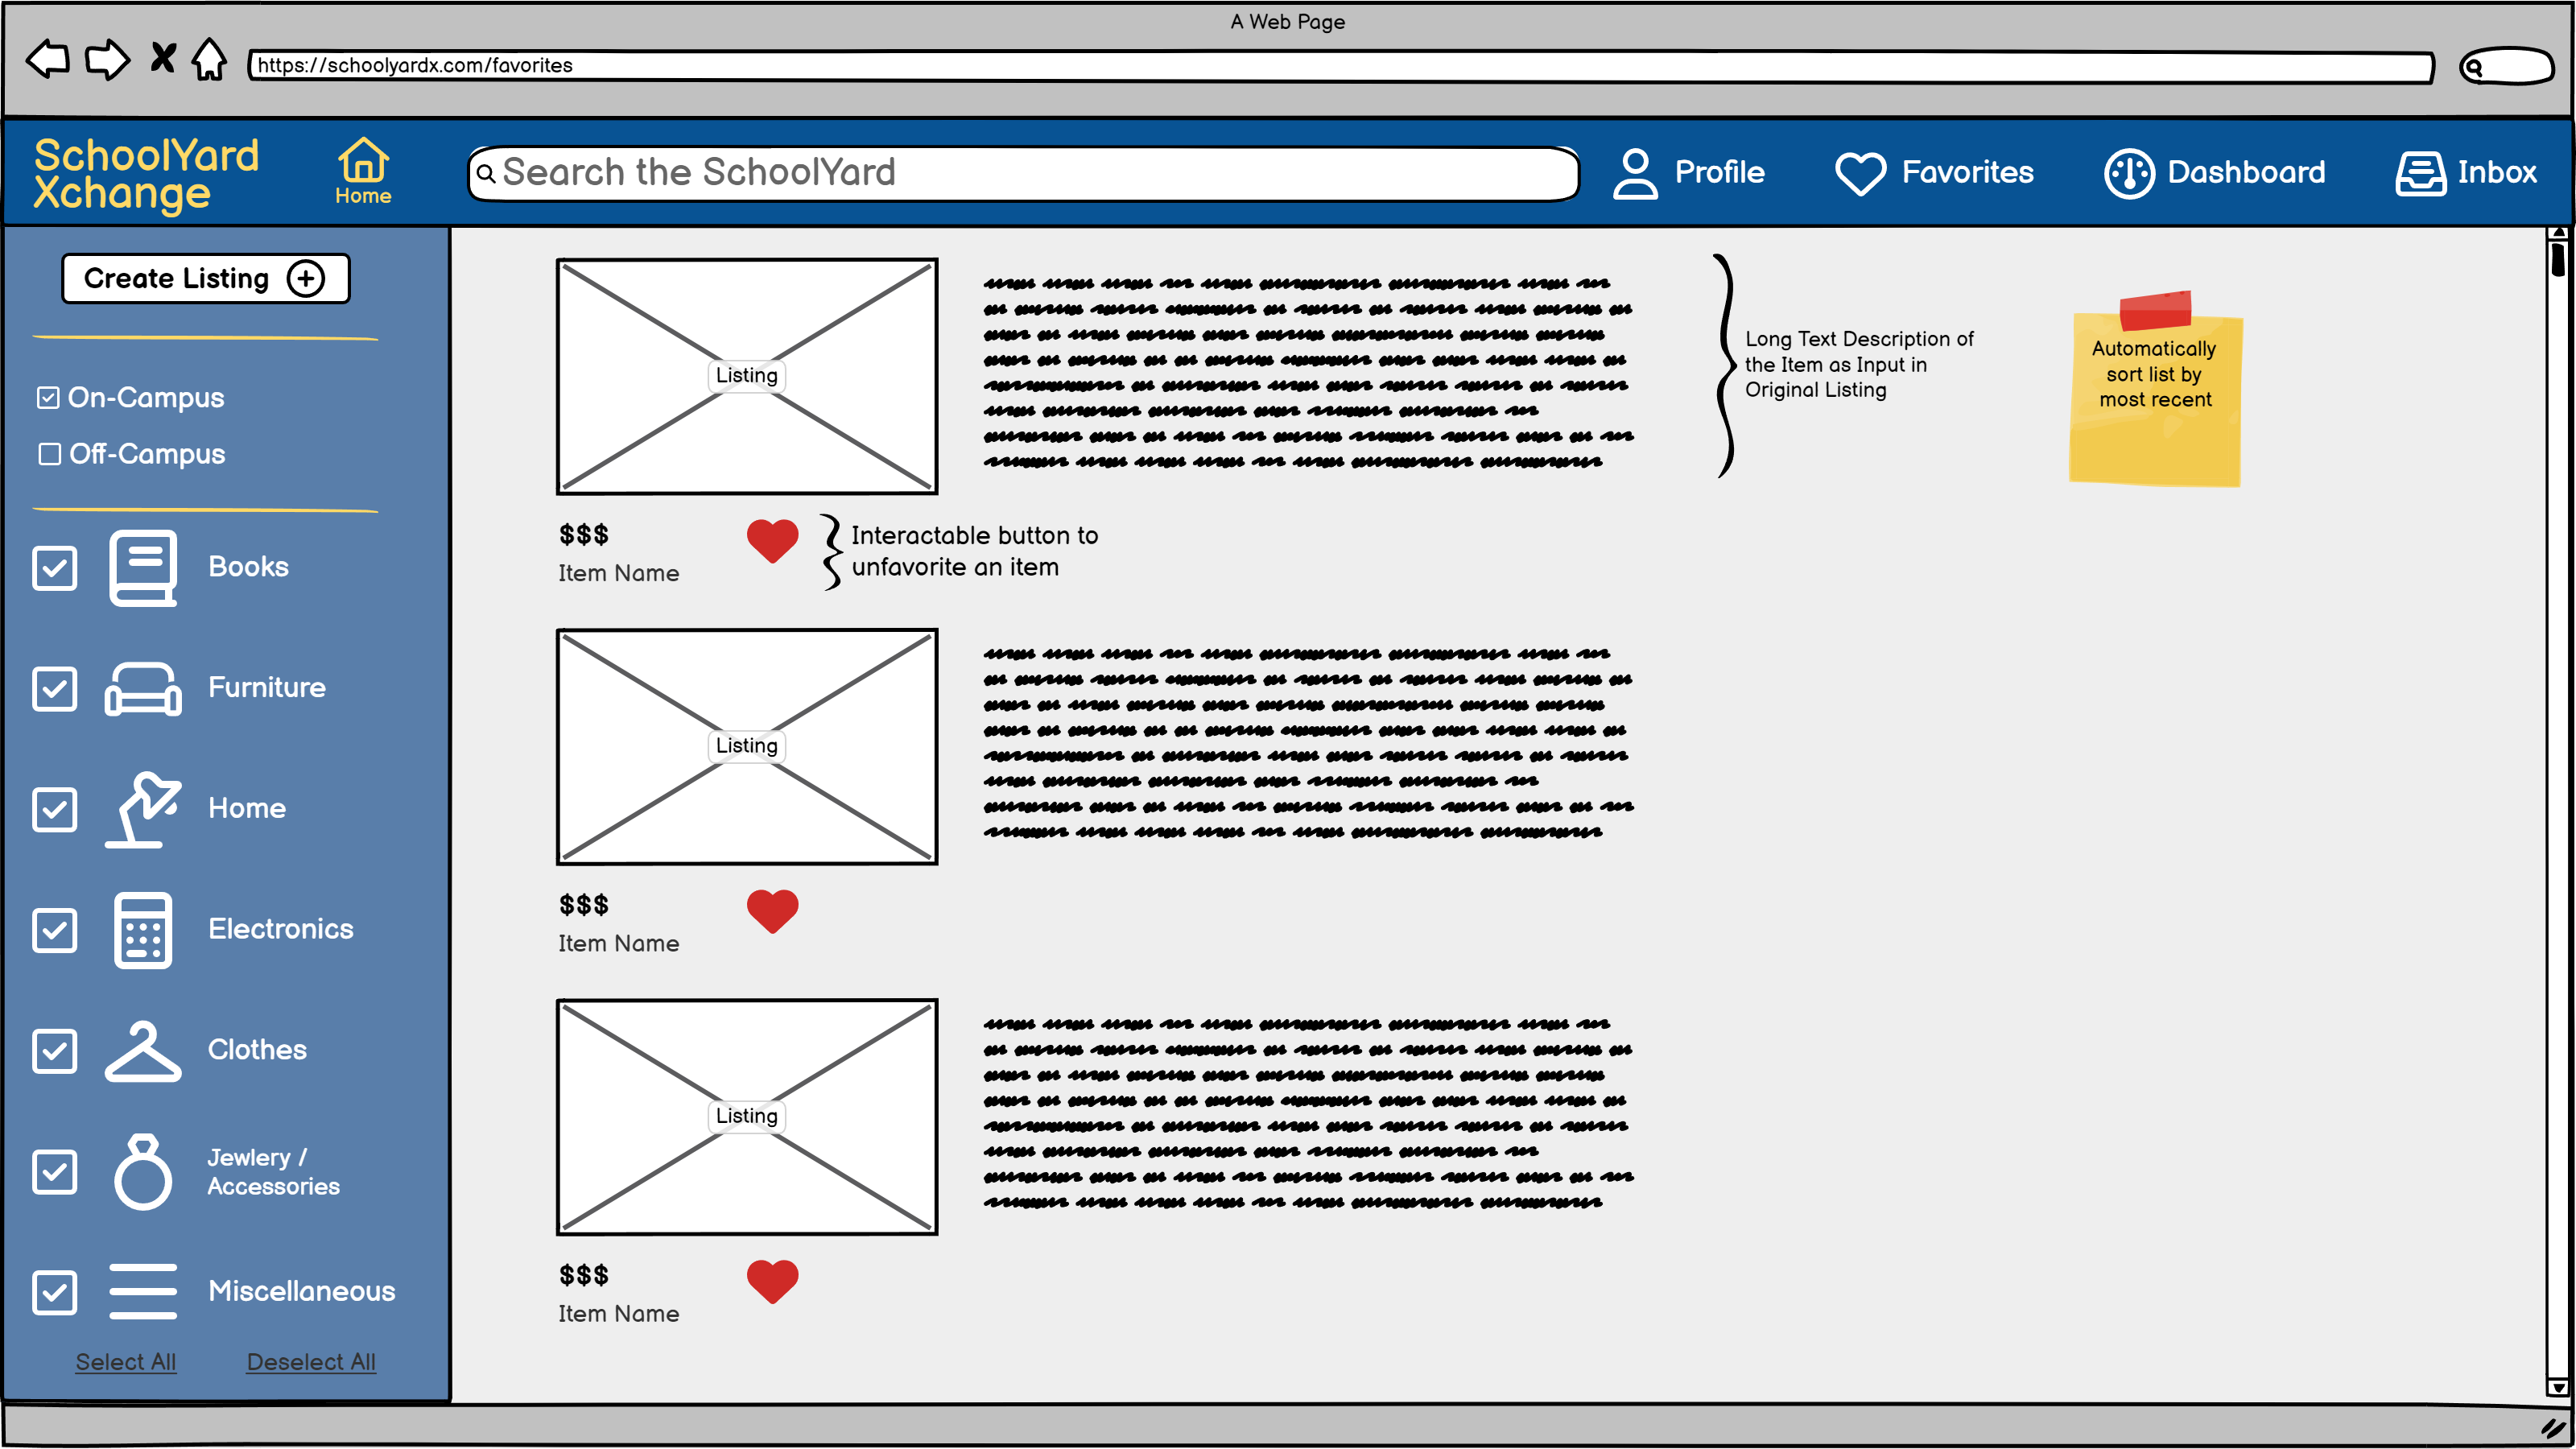 A Web Page
https://schoolyardx.com/favorites
SchoolYard
Xchange
Home
Search the SchoolYard
Profile
Favorites
Dashboard
Inbox
Create Listing
On-Campus
Off-Campus
Books
Furniture
Home
Electronics
Clothes
Jewlery /
Accessories
Miscellaneous
Select All
Deselect All
Listing
Long Text Description of
the Item as Input in
Original Listing
Automatically
sort list by
most recent
$$$
Item Name
Interactable button to
unfavorite an item
Listing
$$$
Item Name
Listing
$$$
Item Name